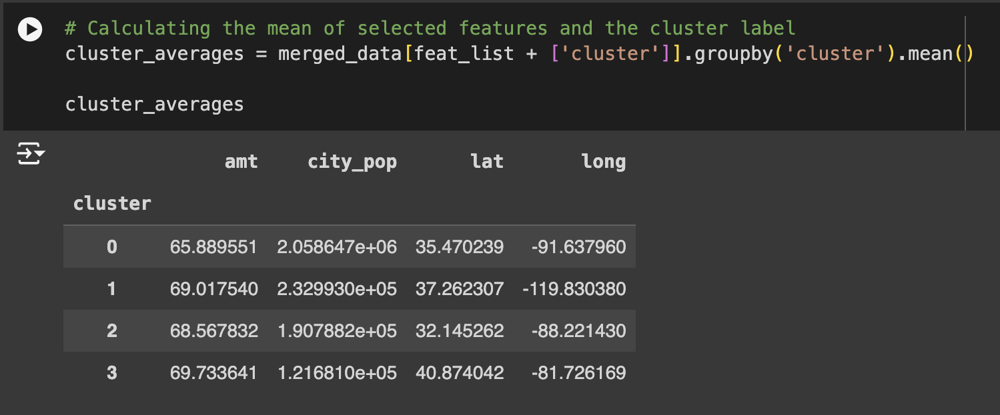 # Calculating the mean of selected features and the cluster label
cluster_averages = merged_data[feat_list + ['cluster']].groupby('cluster').mean()
cluster_averages
amt city_pop lat long
cluster
0 65.889551 2.058647e+06 35.470239 -91.637960
1 69.017540 2.329930e+05 37.262307 -119.830380
2 68.567832 1.907882e+05 32.145262 -88.221430
3 69.733641 1.216810e+05 40.874042 -81.726169